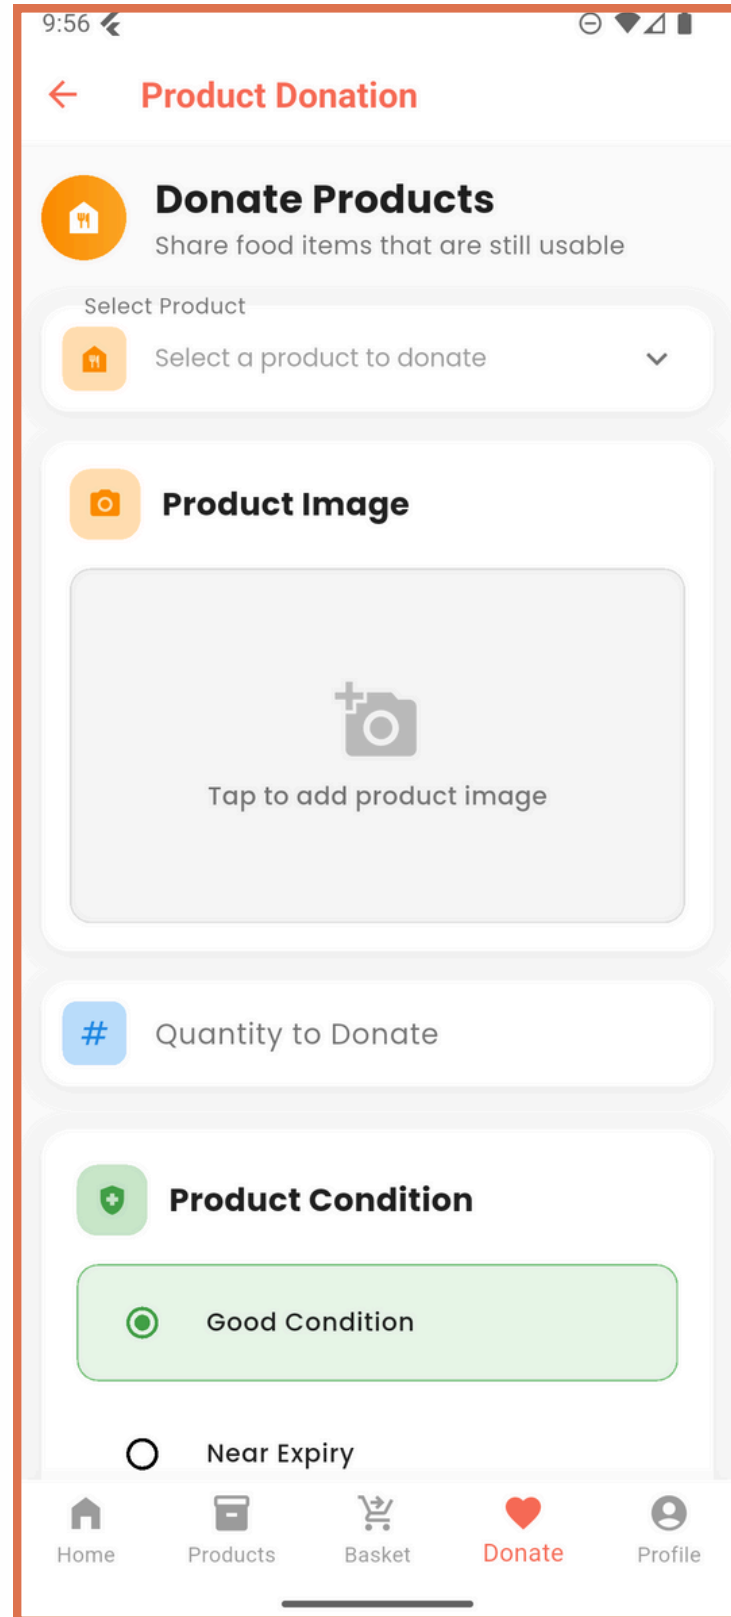 9:56
Product Donation
Donate Products
Share food items that are still usable
Select Product
Select a product to donate
Product Image
Tap to add product image
# Quantity to Donate
Product Condition
Good Condition
Near Expiry
Home Products Basket Donate Profile